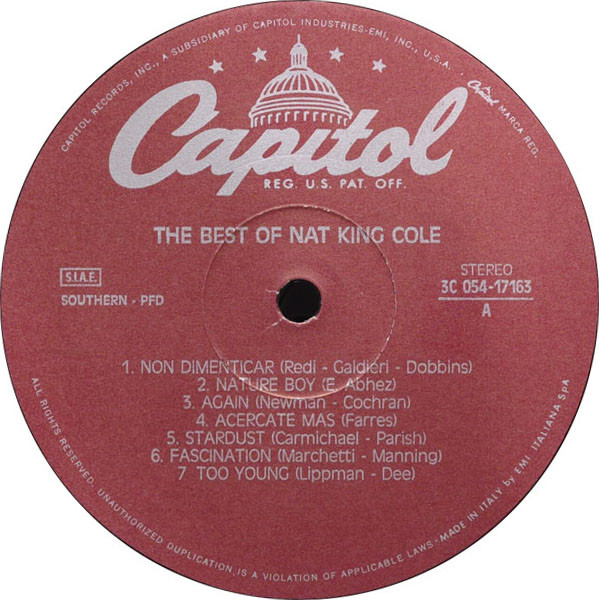 CAPITOL RECORDS, INC., A SUBSIDIARY OF CAPITOL INDUSTRIES-EMI, INC., U.S.A.
Capitol MARCA REG.
Capitol
REG. U.S. PAT. OFF.
THE BEST OF NAT KING COLE
S.I.A.E.
SOUTHERN - PFD
STEREO
3C 054-17163
A
1. NON DIMENTICAR (Redi - Galdieri - Dobbins)
2. NATURE BOY (E. Abhez)
3. AGAIN (Newman - Cochran)
4. ACERCATE MAS (Farres)
5. STARDUST (Carmichael - Parish)
6. FASCINATION (Marchetti - Manning)
7 TOO YOUNG (Lippman - Dee)
ALL RIGHTS RESERVED. UNAUTHORIZED DUPLICATION, IS A VIOLATION OF APPLICABLE LAWS - MADE IN ITALY by EMI ITALIANA SpA